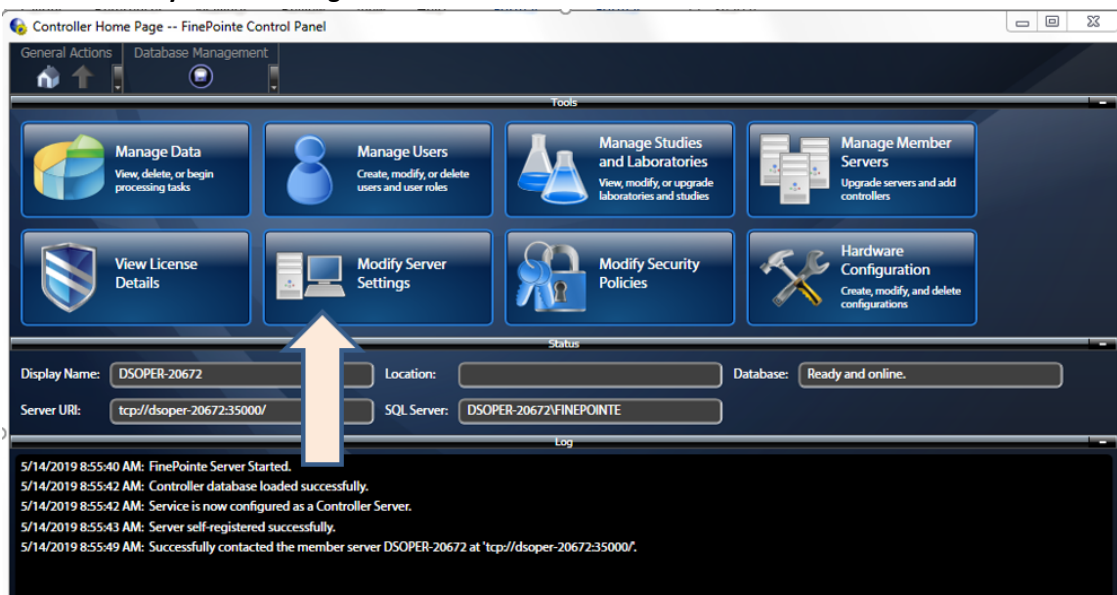 Controller Home Page -- FinePointe Control Panel
General Actions Database Management
Tools
Manage Data
View, delete, or begin
processing tasks
Manage Users
Create, modify, or delete
users and user roles
Manage Studies
and Laboratories
View, modify, or upgrade
laboratories and studies
Manage Member
Servers
Upgrade servers and add
controllers
View License
Details
Modify Server
Settings
Modify Security
Policies
Hardware
Configuration
Create, modify, and delete
configurations
Status
Display Name: DSOPER-20672 Location: Database: Ready and online.
Server URI: tcp://dsoper-20672:35000/ SQL Server: DSOPER-20672\FINEPOINTE
Log
5/14/2019 8:55:40 AM: FinePointe Server Started.
5/14/2019 8:55:42 AM: Controller database loaded successfully.
5/14/2019 8:55:42 AM: Service is now configured as a Controller Server.
5/14/2019 8:55:43 AM: Server self-registered successfully.
5/14/2019 8:55:49 AM: Successfully contacted the member server DSOPER-20672 at 'tcp://dsoper-20672:35000/'.